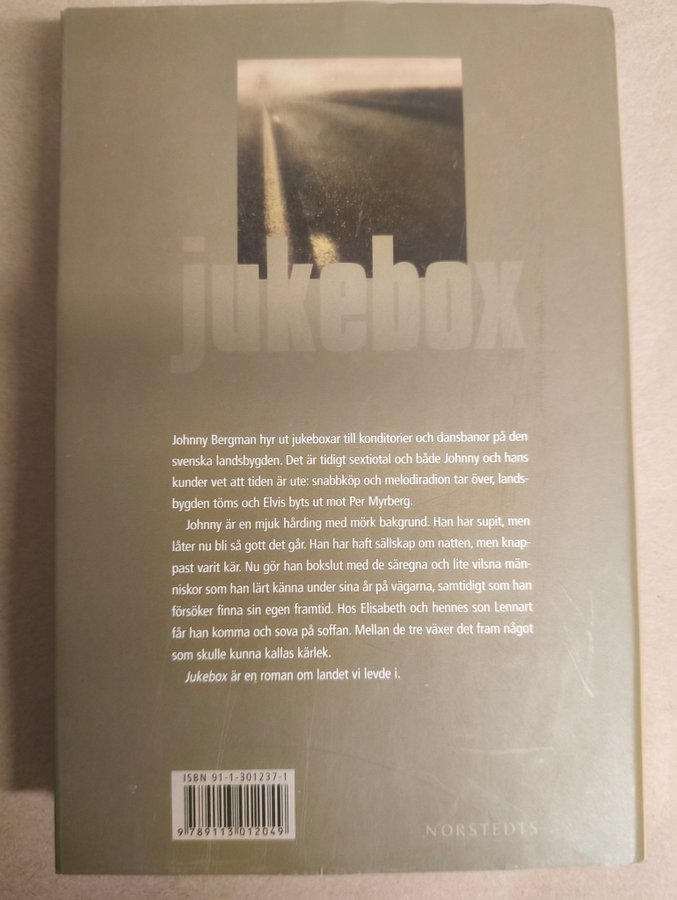 jukebox
Johnny Bergman hyr ut jukeboxar till konditorier och dansbanor på den
svenska landsbygden. Det är tidigt sextiotal och både Johnny och hans
kunder vet att tiden är ute: snabbköp och melodiradion tar över, lands-
bygden töms och Elvis byts ut mot Per Myrberg.
Johnny är en mjuk hårding med mörk bakgrund. Han har supit, men
låter nu bli så gott det går. Han har haft sällskap om natten, men knap-
past varit kär. Nu gör han bokslut med de säregna och lite vilsna män-
niskor som han lärt känna under sina år på vägarna, samtidigt som han
försöker finna sin egen framtid. Hos Elisabeth och hennes son Lennart
får han komma och sova på soffan. Mellan de tre växer det fram något
som skulle kunna kallas kärlek.
Jukebox är en roman om landet vi levde i.
ISBN 91-1-301237-1
9 789113 012049
NORSTEDTS